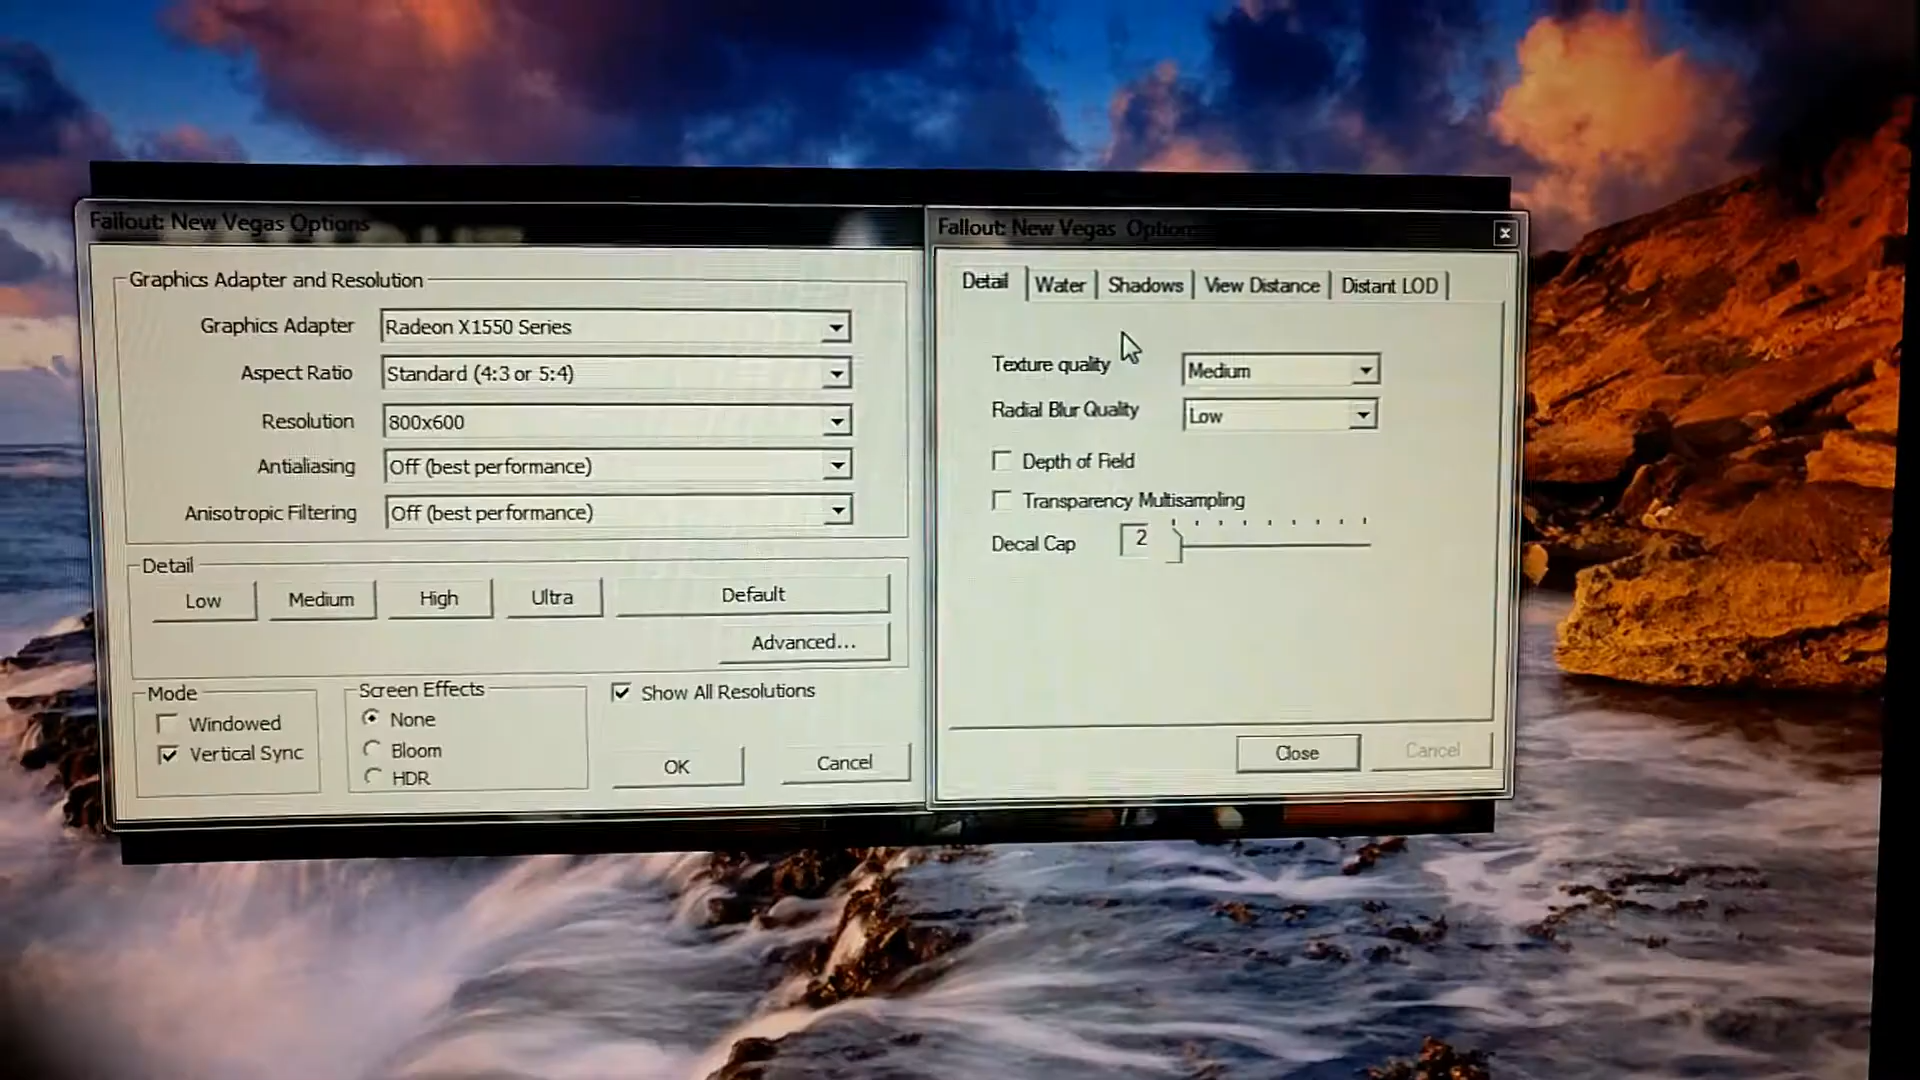 Fallout: New Vegas Options
Graphics Adapter and Resolution
Graphics Adapter
Radeon X1550 Series
Aspect Ratio
Standard (4:3 or 5:4)
Resolution
800x600
Antialiasing
Off (best performance)
Anisotropic Filtering
Off (best performance)
Detail
Low
Medium
High
Ultra
Default
Advanced...
Mode
Windowed
Vertical Sync
Screen Effects
None
Bloom
HDR
Show All Resolutions
OK
Cancel
Fallout: New Vegas Options
Detail
Water
Shadows
View Distance
Distant LOD
Texture quality
Medium
Radial Blur Quality
Low
Depth of Field
Transparency Multisampling
Decal Cap
2
Close
Cancel